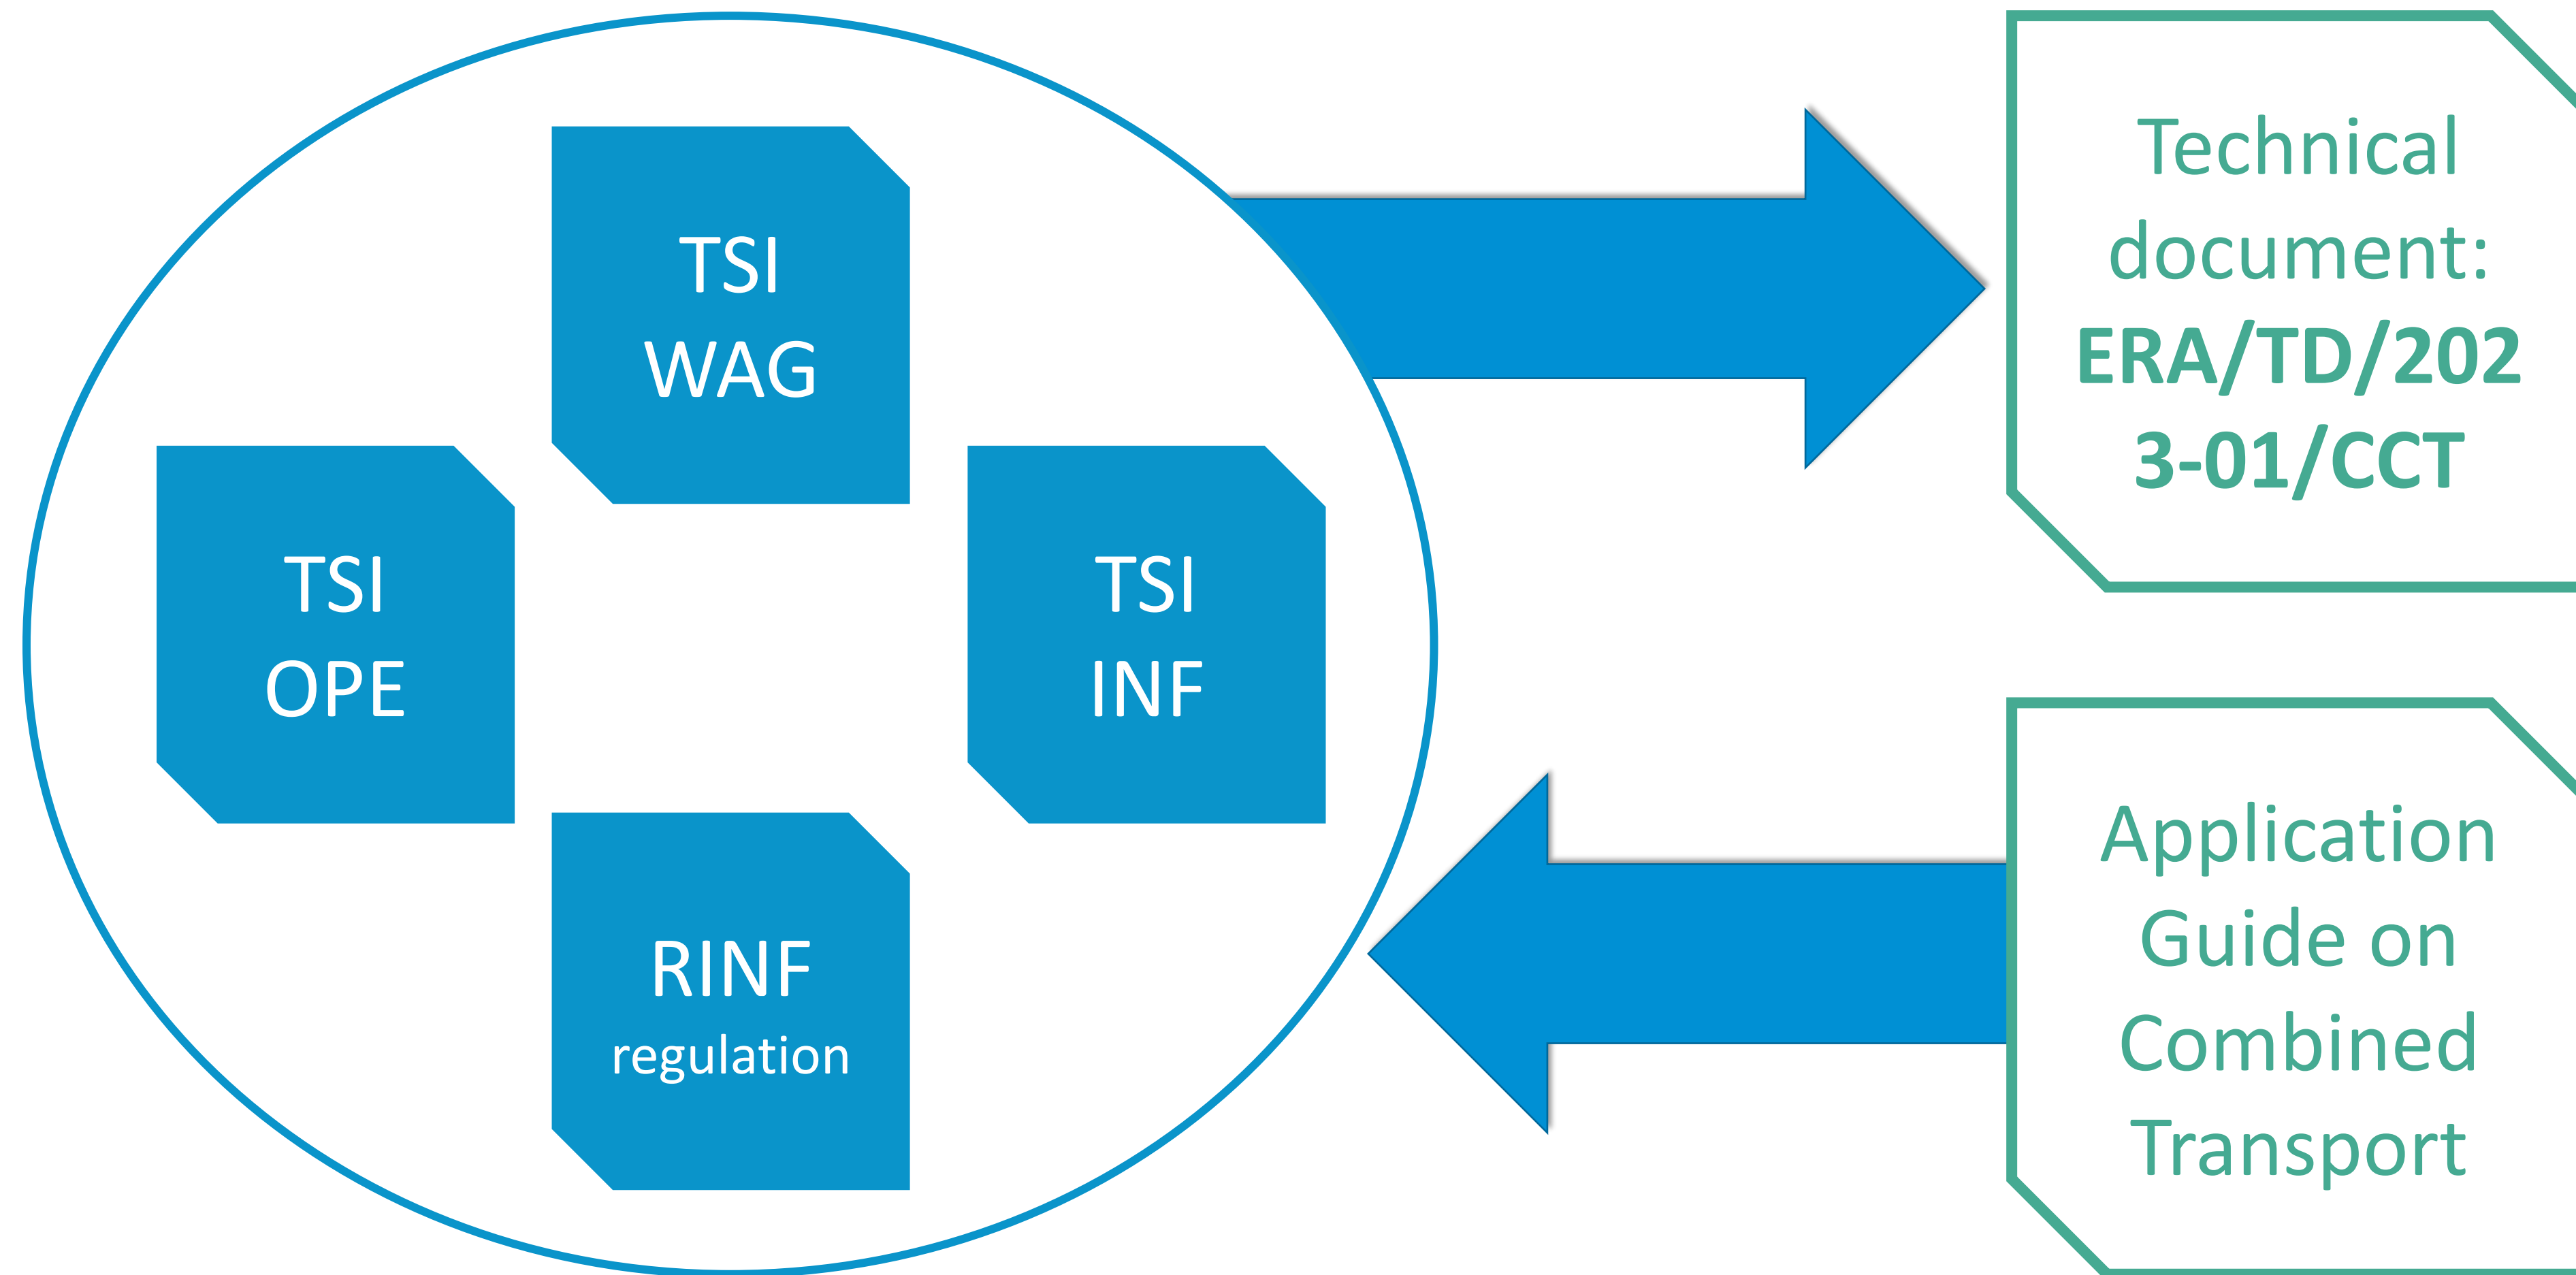 TSI
WAG
TSI
OPE
TSI
INF
RINF
regulation
Technical
document:
ERA/TD/202
3-01/CCT
Application
Guide on
Combined
Transport